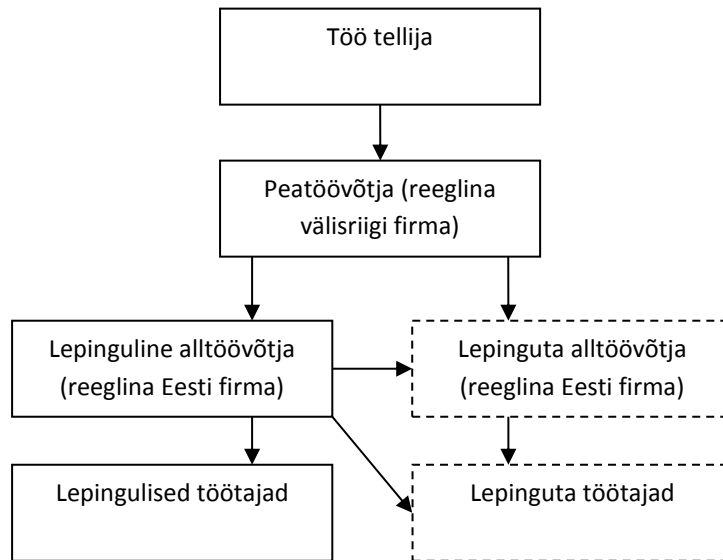 Töö tellija
Peatöövõtja (reeglina
välisriigi firma)
Lepinguline alltöövõtja
(reeglina Eesti firma)
Lepinguta alltöövõtja
(reeglina Eesti firma)
Lepingulised töötajad
Lepinguta töötajad